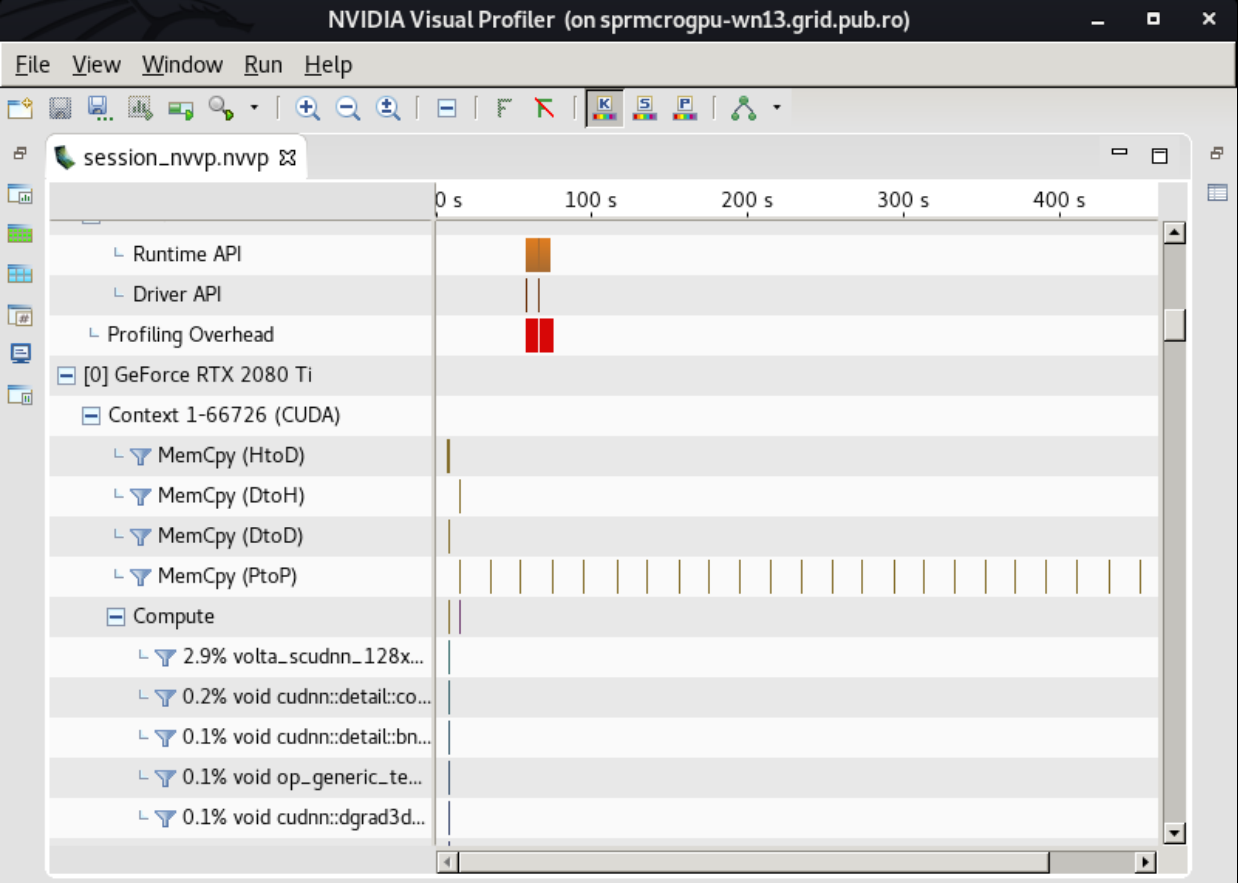 NVIDIA Visual Profiler (on sprmcrogpu-wn13.grid.pub.ro)
File View Window Run Help
K S P
session_nvvp.nvvp
0 s 100 s 200 s 300 s 400 s
Runtime API
Driver API
Profiling Overhead
[0] GeForce RTX 2080 Ti
Context 1-66726 (CUDA)
MemCpy (HtoD)
MemCpy (DtoH)
MemCpy (DtoD)
MemCpy (PtoP)
Compute
2.9% volta_scudnn_128x...
0.2% void cudnn::detail::co...
0.1% void cudnn::detail::bn...
0.1% void op_generic_te...
0.1% void cudnn::dgrad3d...